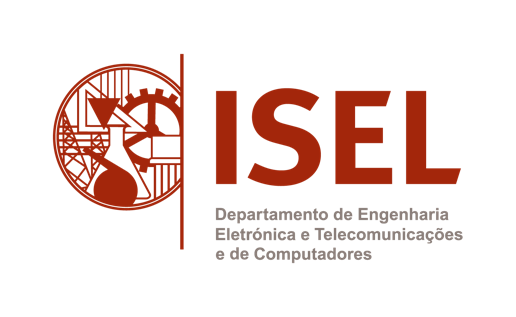 ISEL
Departamento de Engenharia
Eletrónica e Telecomunicações
e de Computadores